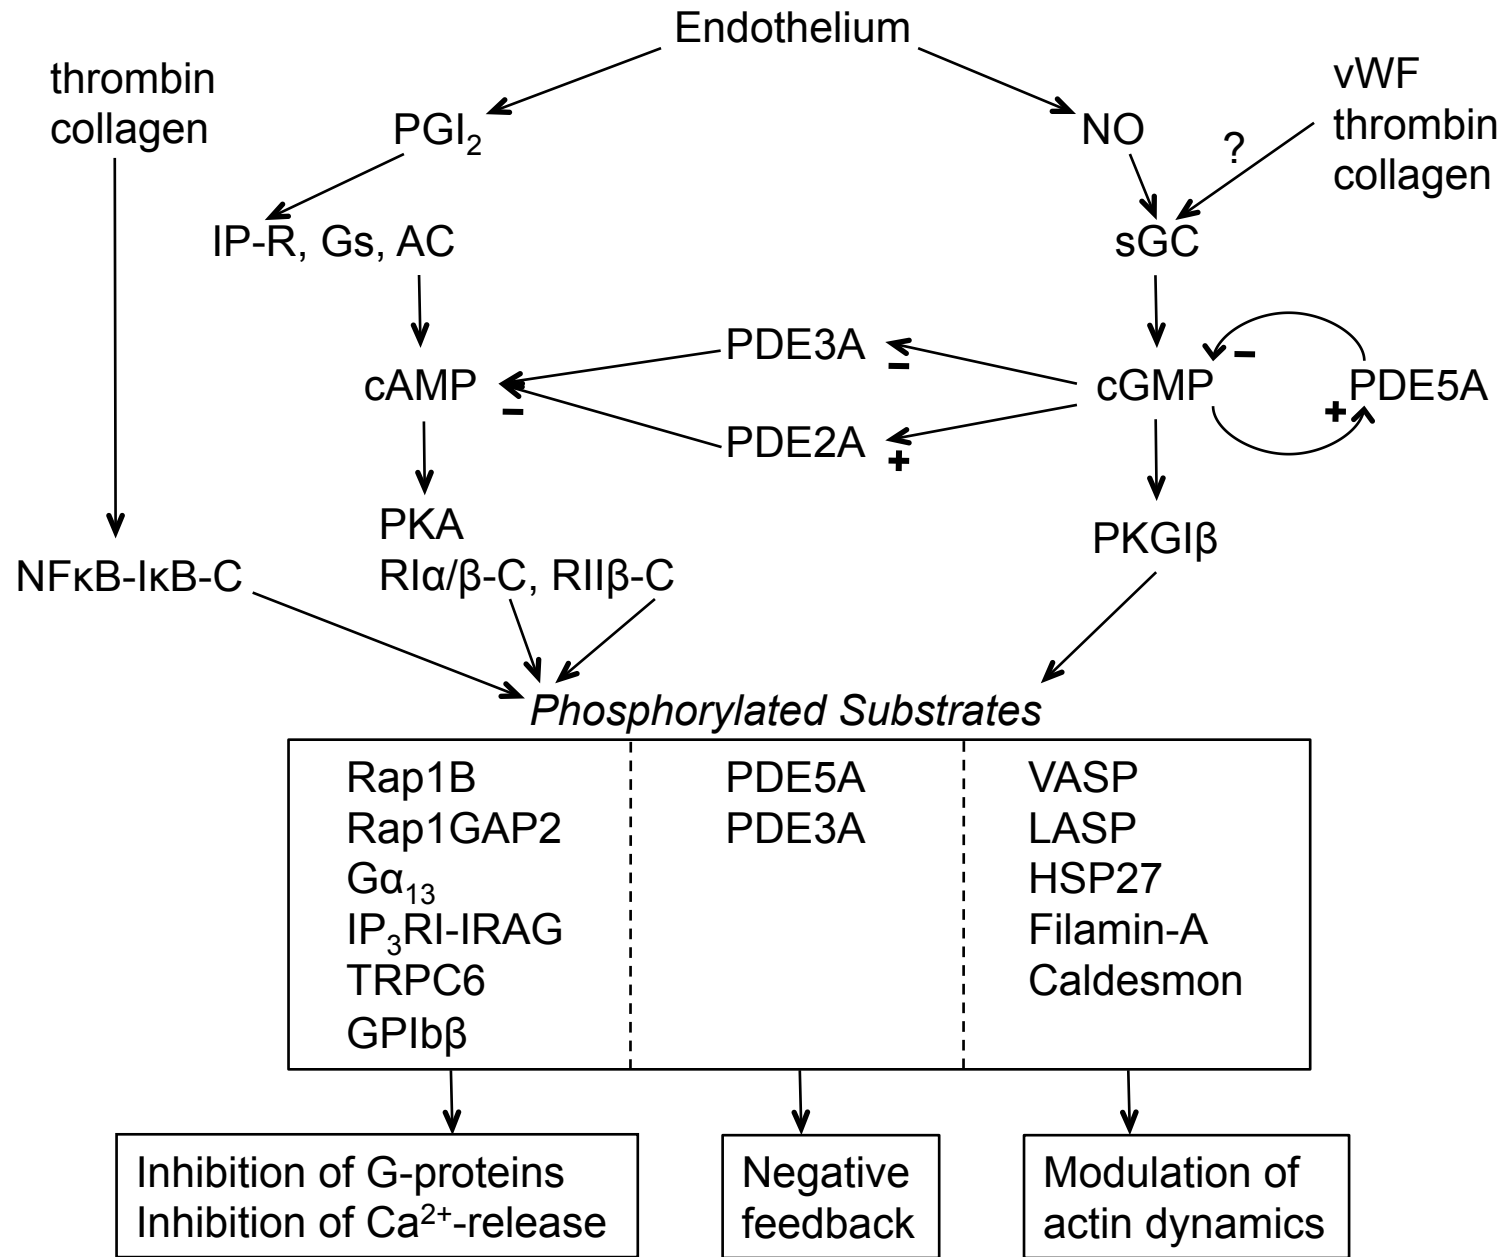 Endothelium
thrombin
collagen
PGI₂
NO
vWF
thrombin
collagen
?
IP-R, Gs, AC
sGC
cAMP
-
PDE3A
-
PDE2A
+
cGMP
-
+
PDE5A
PKA
RIα/β-C, RIIβ-C
PKGIβ
NFκB-IκB-C
Phosphorylated Substrates
Rap1B
Rap1GAP2
Gα₁₃
IP₃RI-IRAG
TRPC6
GPIbβ
PDE5A
PDE3A
VASP
LASP
HSP27
Filamin-A
Caldesmon
Inhibition of G-proteins
Inhibition of Ca²⁺-release
Negative
feedback
Modulation of
actin dynamics